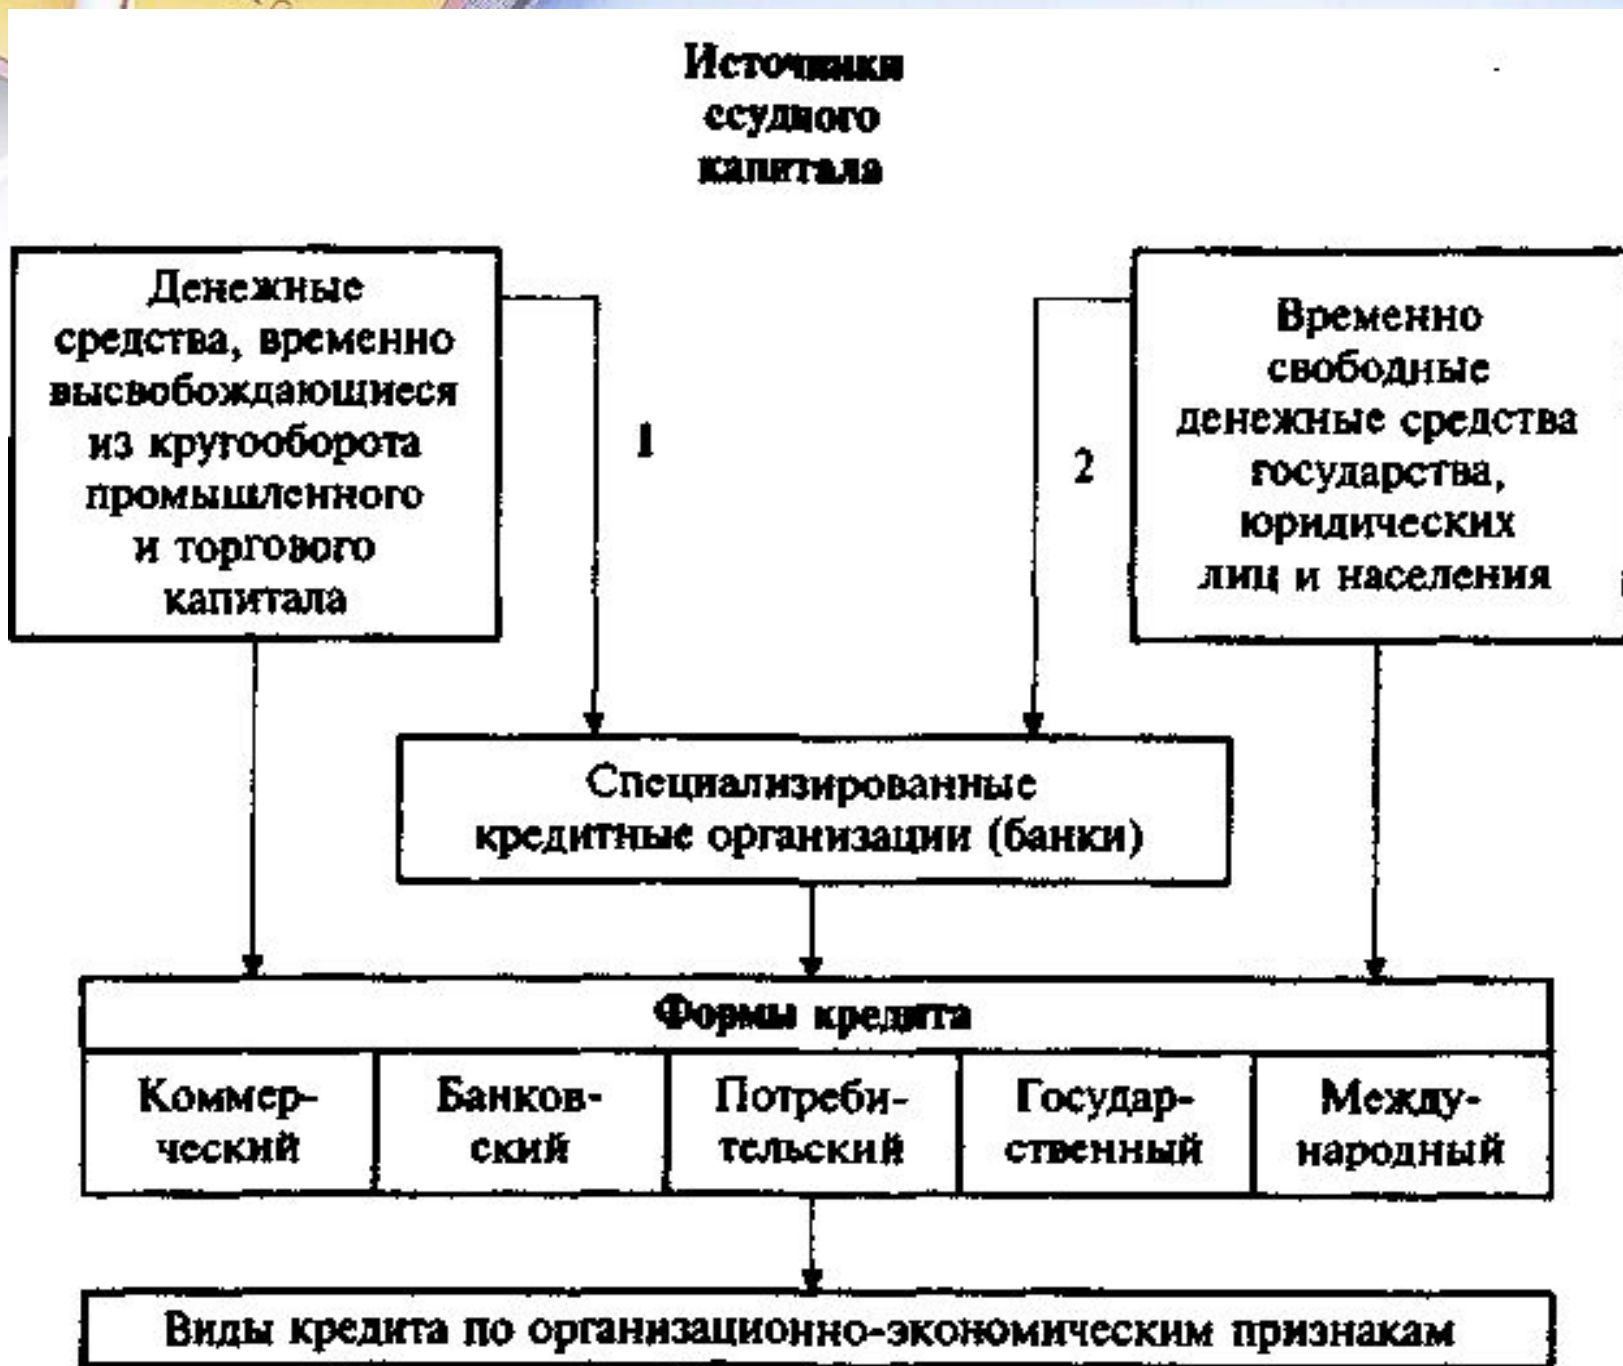 Источники
ссудного
капитала
Денежные
средства, временно
высвобождающиеся
из кругооборота
промышленного
и торгового
капитала
1
2
Временно
свободные
денежные средства
государства,
юридических
лиц и населения
Специализированные
кредитные организации (банки)
Формы кредита
Коммер-
ческий
Банков-
ский
Потреби-
тельский
Государ-
ственный
Между-
народный
Виды кредита по организационно-экономическим признакам